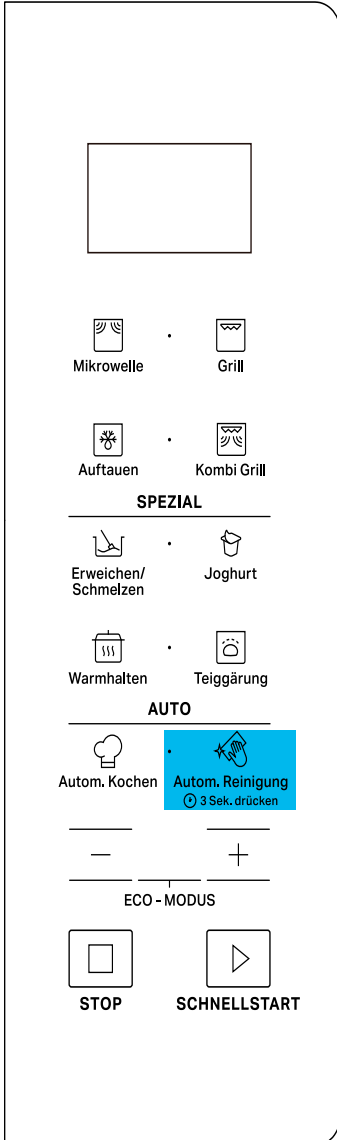 Mikrowelle
Grill
Auftauen
Kombi Grill
SPEZIAL
Erweichen/
Schmelzen
Joghurt
Warmhalten
Teiggärung
AUTO
Autom. Kochen
Autom. Reinigung
3 Sek. drücken
ECO - MODUS
STOP
SCHNELLSTART